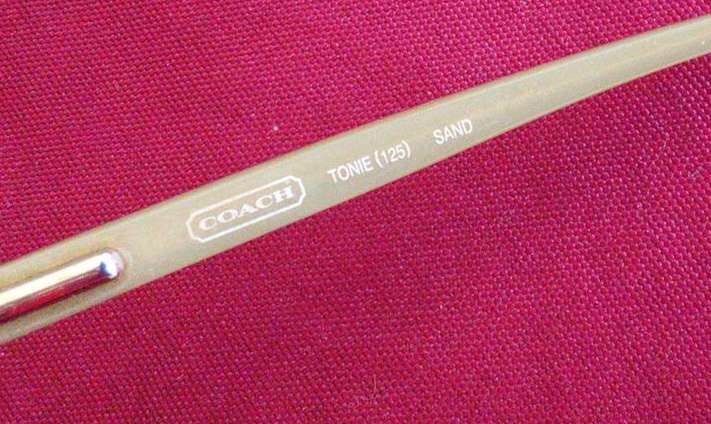 COACH TONIE (125) SAND